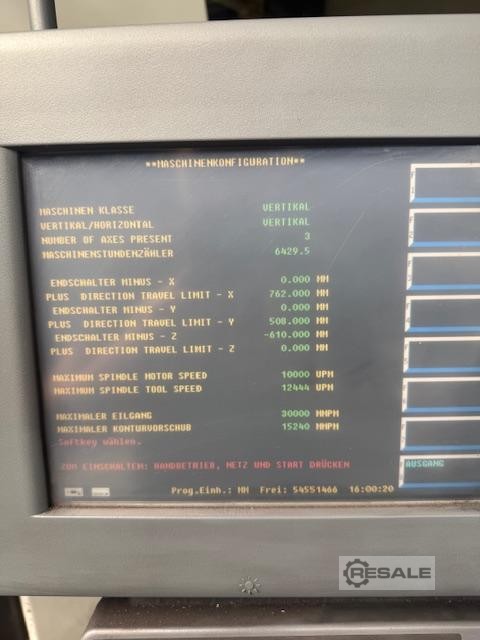 **MASCHINENKONFIGURATION**
MASCHINEN KLASSE VERTIKAL
VERTIKAL/HORIZONTAL VERTIKAL
NUMBER OF AXES PRESENT 3
MASCHINENSTUNDENZÄHLER 6429.5
ENDSCHALTER MINUS - X 0.000 MM
PLUS DIRECTION TRAVEL LIMIT - X 762.000 MM
ENDSCHALTER MINUS - Y 0.000 MM
PLUS DIRECTION TRAVEL LIMIT - Y 508.000 MM
ENDSCHALTER MINUS - Z -610.000 MM
PLUS DIRECTION TRAVEL LIMIT - Z 0.000 MM
MAXIMUM SPINDLE MOTOR SPEED 10000 UPM
MAXIMUM SPINDLE TOOL SPEED 12444 UPM
MAXIMALER EILGANG 30000 MMPM
MAXIMALER KONTURVORSCHUB 15240 MMPM
Softkey wählen.
ZUM EINSCHALTEN: HANDBETRIEB, NETZ UND START DRÜCKEN
AUSGANG
Prog.Einh.: MM Frei: 54551466 16:00:20
RESALE